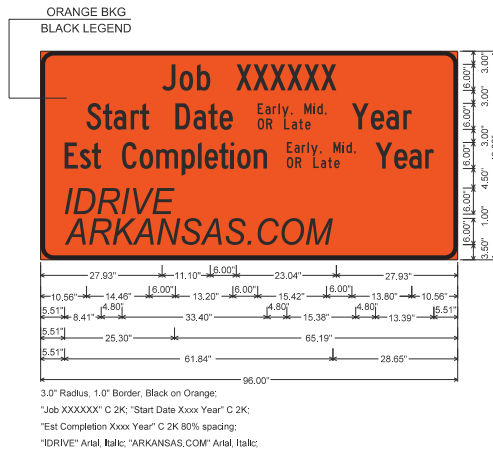 ORANGE BKG
BLACK LEGEND
Job XXXXXX
Start Date Early, Mid, OR Late Year
Est Completion Early, Mid, OR Late Year
IDRIVE
ARKANSAS.COM
6.00" 3.00"
6.00" 3.00"
6.00" 3.00"
6.00" 4.50"
6.00" 1.00"
6.00" 3.50"
27.93" 11.10" 6.00" 23.04" 27.93"
10.56" 14.46" 6.00" 13.20" 6.00" 15.42" 6.00" 13.80" 10.56"
5.51" 8.41" 4.80" 33.40" 4.80" 15.38" 4.80" 13.39" 5.51"
5.51" 25.30" 65.19"
5.51" 61.84" 28.65"
96.00"
3.0" Radius, 1.0" Border, Black on Orange;
"Job XXXXXX" C 2K; "Start Date Xxxx Year" C 2K;
"Est Completion Xxxx Year" C 2K 80% spacing;
"IDRIVE" Arial, Italic; "ARKANSAS.COM" Arial, Italic;